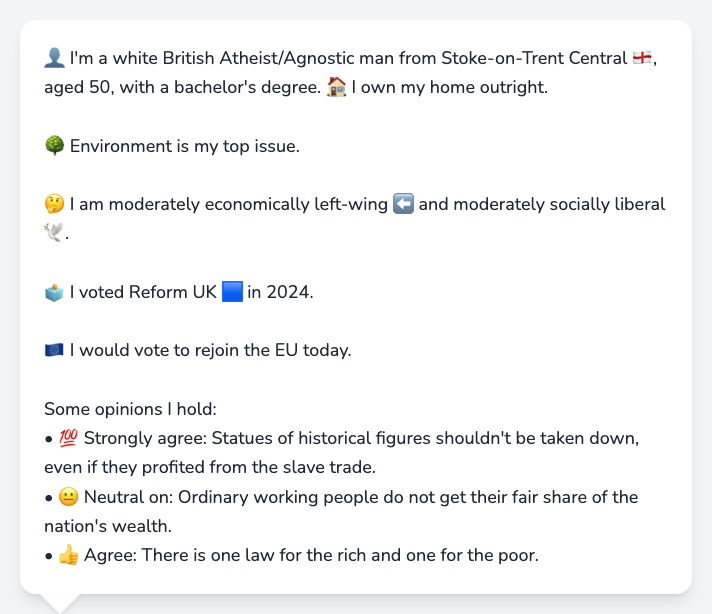 👤 I'm a white British Atheist/Agnostic man from Stoke-on-Trent Central 🏴󠁧󠁢󠁥󠁮󠁧󠁿,
aged 50, with a bachelor's degree. 🏠 I own my home outright.
🌳 Environment is my top issue.
🤔 I am moderately economically left-wing ⬅️ and moderately socially liberal
🕊️.
🗳️ I voted Reform UK 🟦 in 2024.
🇪🇺 I would vote to rejoin the EU today.
Some opinions I hold:
• 💯 Strongly agree: Statues of historical figures shouldn't be taken down,
even if they profited from the slave trade.
• 😐 Neutral on: Ordinary working people do not get their fair share of the
nation's wealth.
• 👍 Agree: There is one law for the rich and one for the poor.